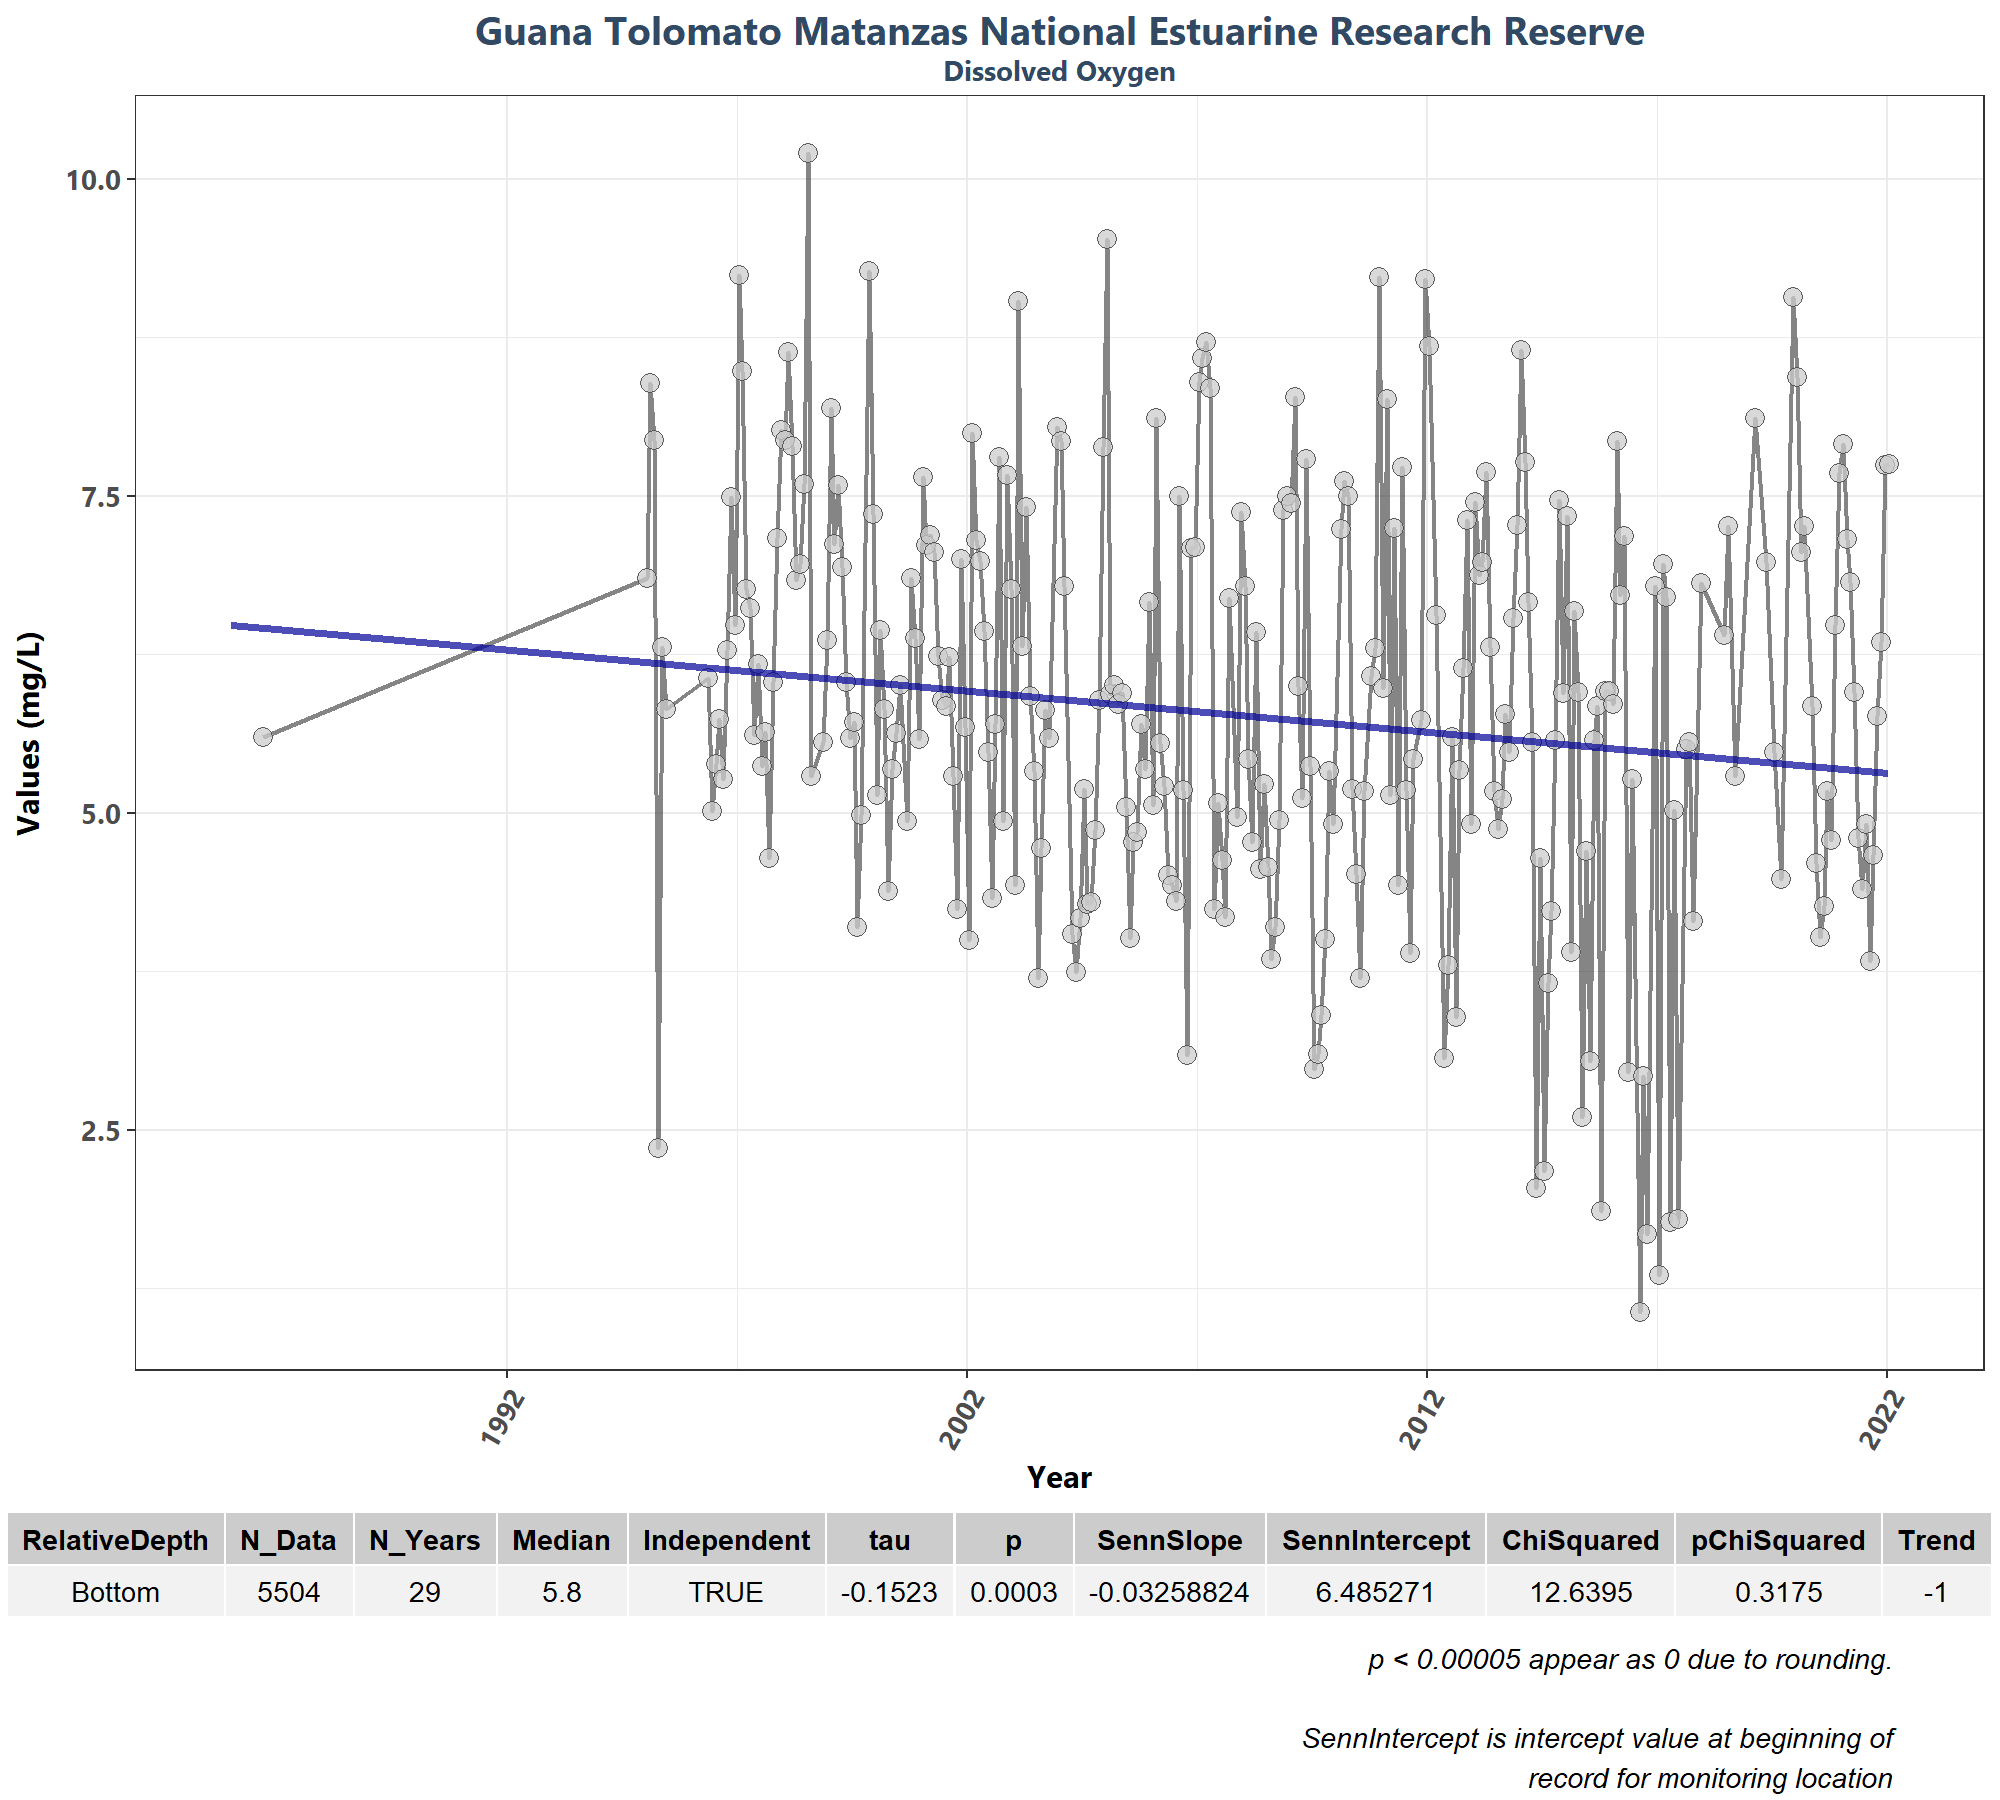 Guana Tolomato Matanzas National Estuarine Research Reserve
Dissolved Oxygen
Values (mg/L)
10.0
7.5
5.0
2.5
1992
2002
2012
2022
Year
RelativeDepth N_Data N_Years Median Independent tau p SennSlope SennIntercept ChiSquared pChiSquared Trend
Bottom 5504 29 5.8 TRUE -0.1523 0.0003 -0.03258824 6.485271 12.6395 0.3175 -1
p < 0.00005 appear as 0 due to rounding.
SennIntercept is intercept value at beginning of
record for monitoring location